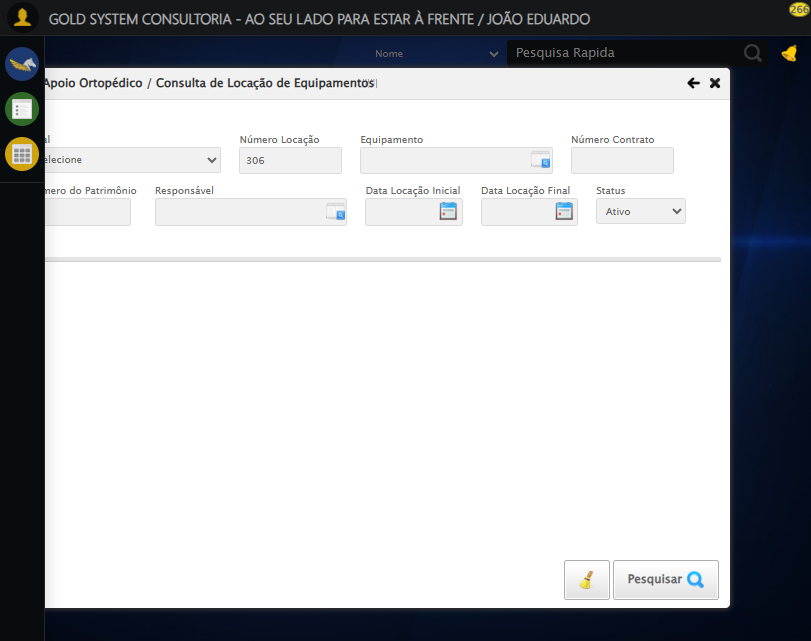 GOLD SYSTEM CONSULTORIA - AO SEU LADO PARA ESTAR À FRENTE / JOÃO EDUARDO
266
Nome
Pesquisa Rapida
Apoio Ortopédico / Consulta de Locação de Equipamentos
al
Número Locação
Equipamento
Número Contrato
elecione
306
mero do Patrimônio
Responsável
Data Locação Inicial
Data Locação Final
Status
Ativo
Pesquisar